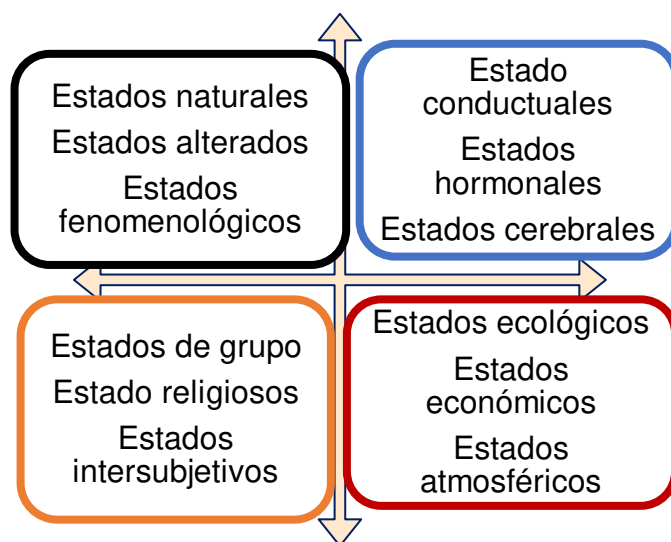 Estados naturales
Estados alterados
Estados
fenomenológicos
Estado
conductuales
Estados
hormonales
Estados cerebrales
Estados de grupo
Estado religiosos
Estados
intersubjetivos
Estados ecológicos
Estados
económicos
Estados
atmosféricos